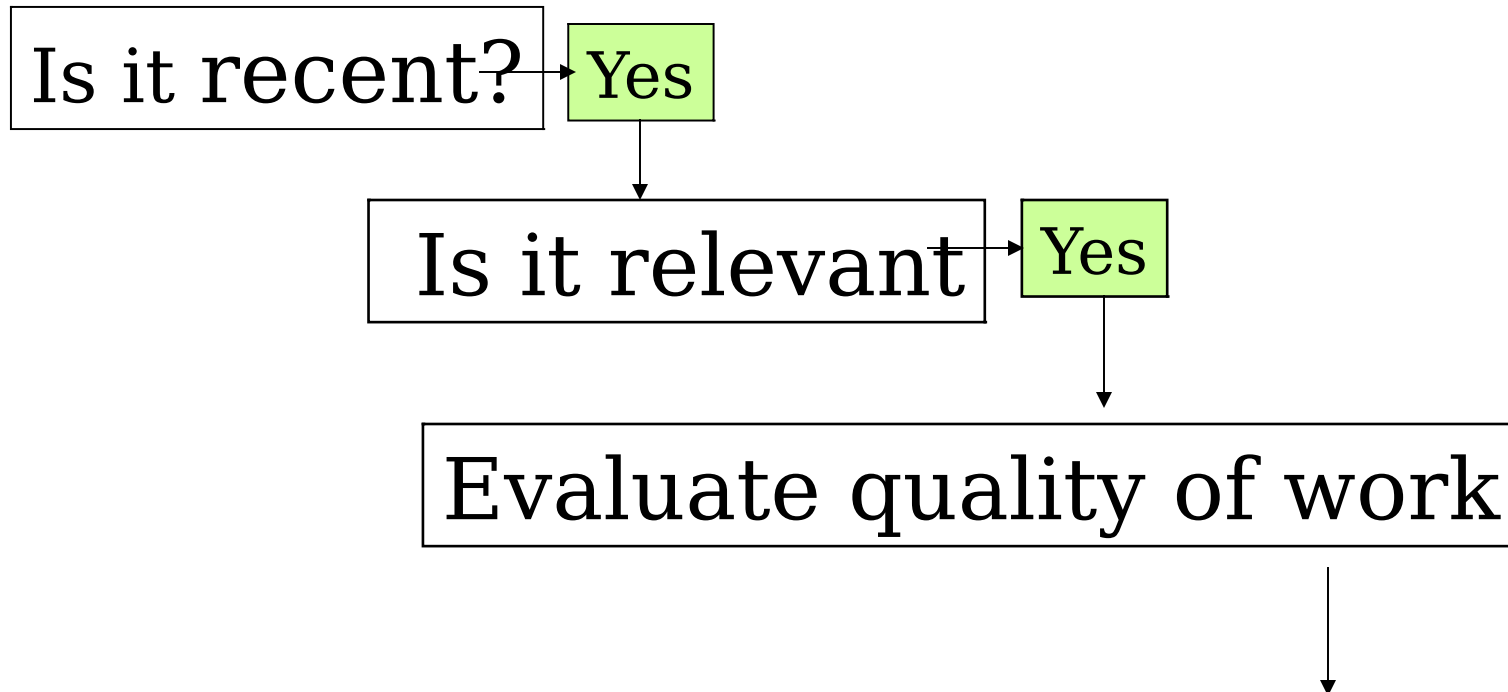 Is it recent?
Yes
Is it relevant
Yes
Evaluate quality of work